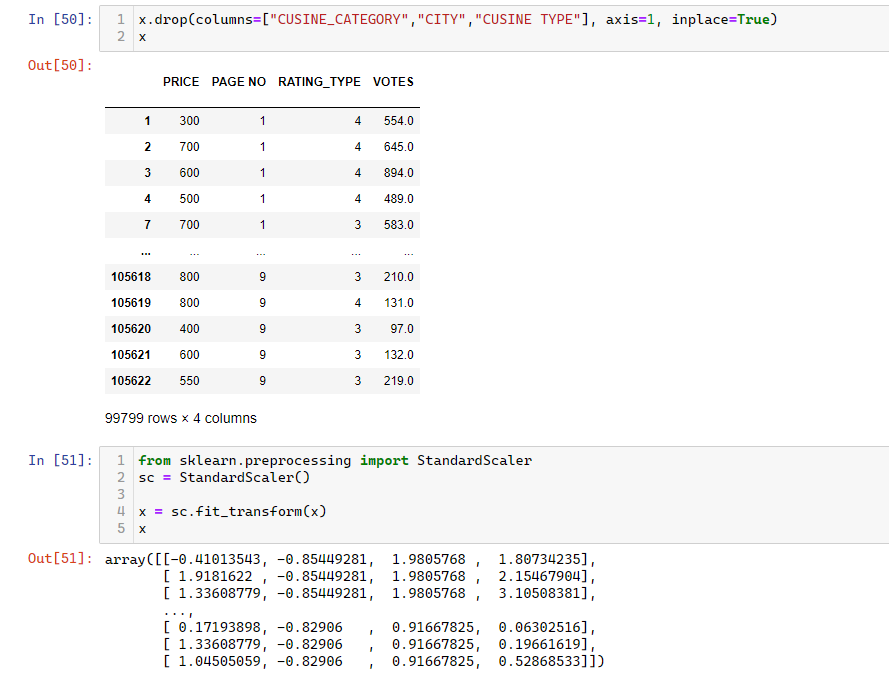 In [50]:
1 x.drop(columns=["CUSINE_CATEGORY","CITY","CUSINE TYPE"], axis=1, inplace=True)
2 x
Out[50]:
PRICE PAGE NO RATING_TYPE VOTES
1 300 1 4 554.0
2 700 1 4 645.0
3 600 1 4 894.0
4 500 1 4 489.0
7 700 1 3 583.0
... ... ... ... ...
105618 800 9 3 210.0
105619 800 9 4 131.0
105620 400 9 3 97.0
105621 600 9 3 132.0
105622 550 9 3 219.0
99799 rows × 4 columns
In [51]:
1 from sklearn.preprocessing import StandardScaler
2 sc = StandardScaler()
3
4 x = sc.fit_transform(x)
5 x
Out[51]:
array([[-0.41013543, -0.85449281,  1.9805768 ,  1.80734235],
[ 1.9181622 , -0.85449281,  1.9805768 ,  2.15467904],
[ 1.33608779, -0.85449281,  1.9805768 ,  3.10508381],
...,
[ 0.17193898, -0.82906   ,  0.91667825,  0.06302516],
[ 1.33608779, -0.82906   ,  0.91667825,  0.19661619],
[ 1.04505059, -0.82906   ,  0.91667825,  0.52868533]])